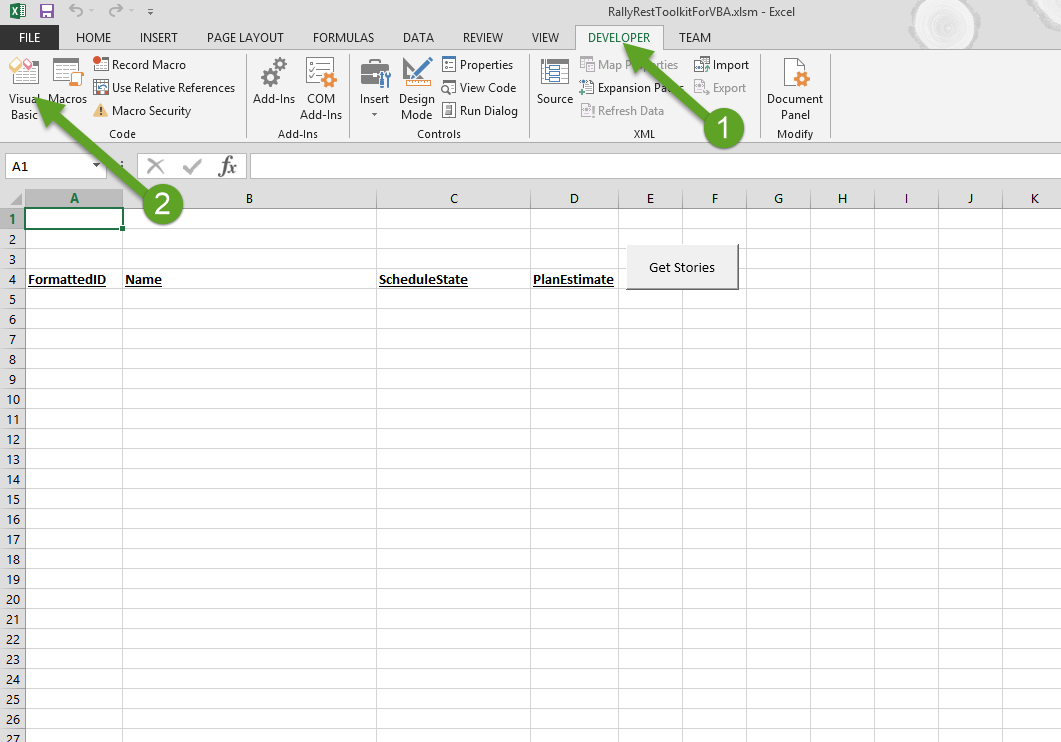 RallyRestToolkitForVBA.xlsm - Excel
FILE HOME INSERT PAGE LAYOUT FORMULAS DATA REVIEW VIEW DEVELOPER TEAM
Visual Basic
Macros
Record Macro
Use Relative References
Macro Security
Code
Add-Ins
COM Add-Ins
Add-Ins
Insert
Design Mode
Properties
View Code
Run Dialog
Controls
Source
Map Properties
Expansion Packs
Refresh Data
Import
Export
XML
Document Panel
Modify
1
2
A1
fx
A B C D E F G H I J K
1
2
3
4 FormattedID Name ScheduleState PlanEstimate
Get Stories
5
6
7
8
9
10
11
12
13
14
15
16
17
18
19
20
21
22
23
24
25
26
27